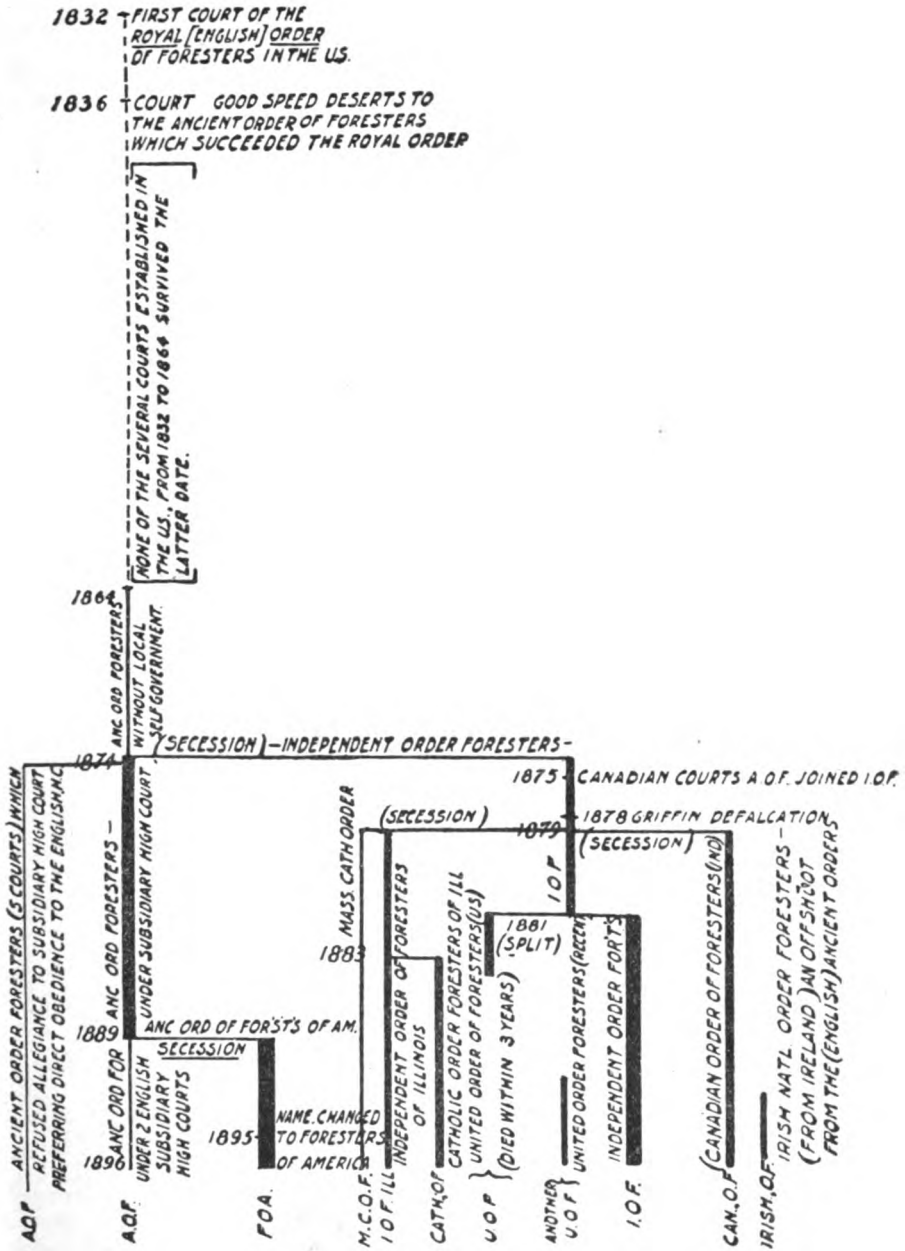 1832 FIRST COURT OF THE
ROYAL [ENGLISH] ORDER
OF FORESTERS IN THE U.S.
1836 COURT GOOD SPEED DESERTS TO
THE ANCIENT ORDER OF FORESTERS
WHICH SUCCEEDED THE ROYAL ORDER
NONE OF THE SEVERAL COURTS ESTABLISHED IN
THE U.S., FROM 1832 TO 1864 SURVIVED THE
LATTER DATE.
1864
ANC ORD FORESTERS
WITHOUT LOCAL
SELF GOVERNMENT.
1874
(SECESSION)-INDEPENDENT ORDER FORESTERS-
1875 CANADIAN COURTS A.O.F. JOINED I.O.F.
1878 GRIFFIN DEFALCATION
1879
(SECESSION)
(SECESSION)
ANCIENT ORDER FORESTERS (5 COURTS) WHICH
REFUSED ALLEGIANCE TO SUBSIDIARY HIGH COURT
PREFERRING DIRECT OBEDIENCE TO THE ENGLISH, HC
ANC ORD FORESTERS-
UNDER SUBSIDIARY HIGH COURT
MASS. CATH ORDER
INDEPENDENT ORDER OF FORESTERS
OF ILLINOIS
1883
CATHOLIC ORDER FORESTERS OF ILL
UNITED ORDER OF FORESTERS (US)
(DIED WITHIN 3 YEARS)
I O F
1881
(SPLIT)
UNITED ORDER FORESTERS (RECENT)
INDEPENDENT ORD FORT'S
(CANADIAN ORDER OF FORESTERS (IND)
IRISH NATL. ORDER FORESTERS-
(FROM IRELAND) AN OFFSHOOT
FROM THE (ENGLISH) ANCIENT ORDERS
1889
ANC ORD OF FOR'ST'S OF AM.
SECESSION
ANC ORD FOR
UNDER 2 ENGLISH
SUBSIDIARY
HIGH COURTS
1895 NAME CHANGED
TO FORESTERS
OF AMERICA
1896
A.O.F
A.O.F.
F O A.
M.C.O.F.
I O F. ILL
CATH, O.F
U O F
ANOTHER
U. O F
I.O.F.
CAN., O.F
IRISH, O.F.